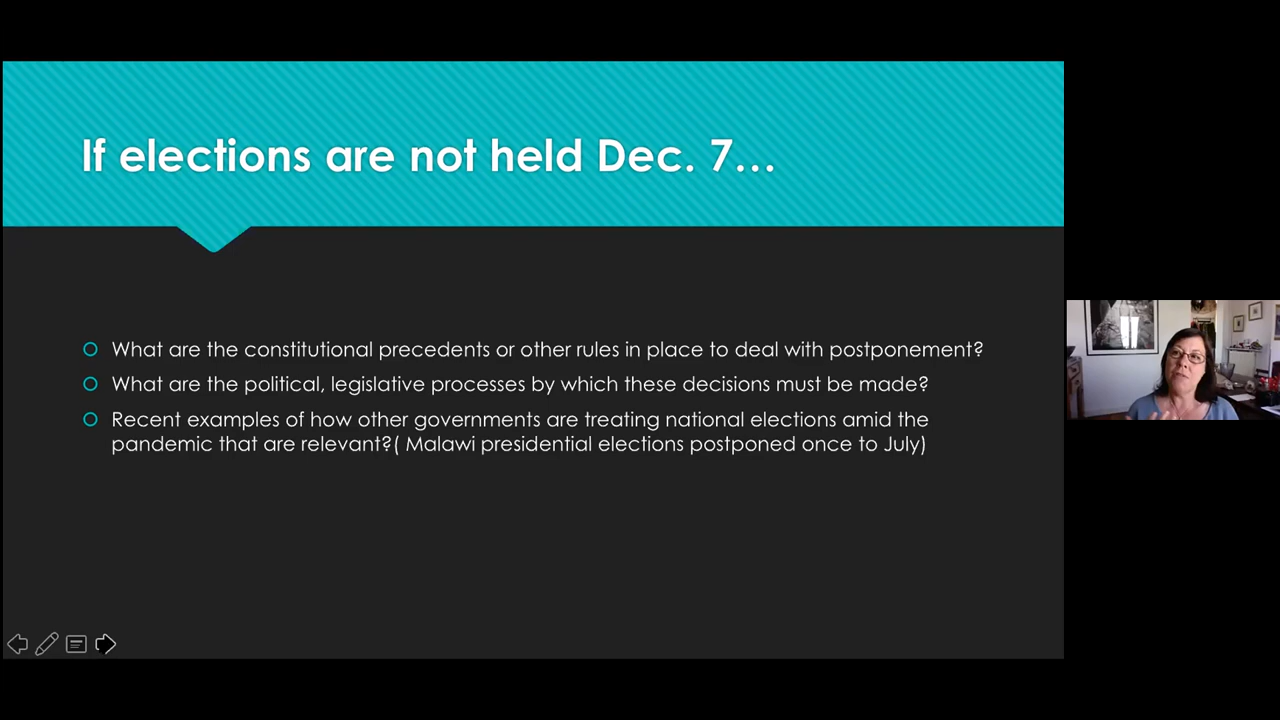 If elections are not held Dec. 7…
What are the constitutional precedents or other rules in place to deal with postponement?
What are the political, legislative processes by which these decisions must be made?
Recent examples of how other governments are treating national elections amid the
pandemic that are relevant?( Malawi presidential elections postponed once to July)